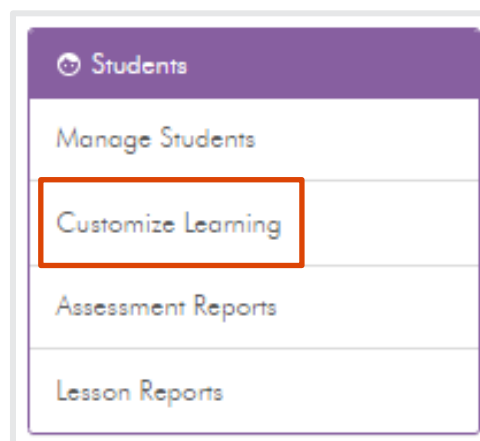 Students
Manage Students
Customize Learning
Assessment Reports
Lesson Reports